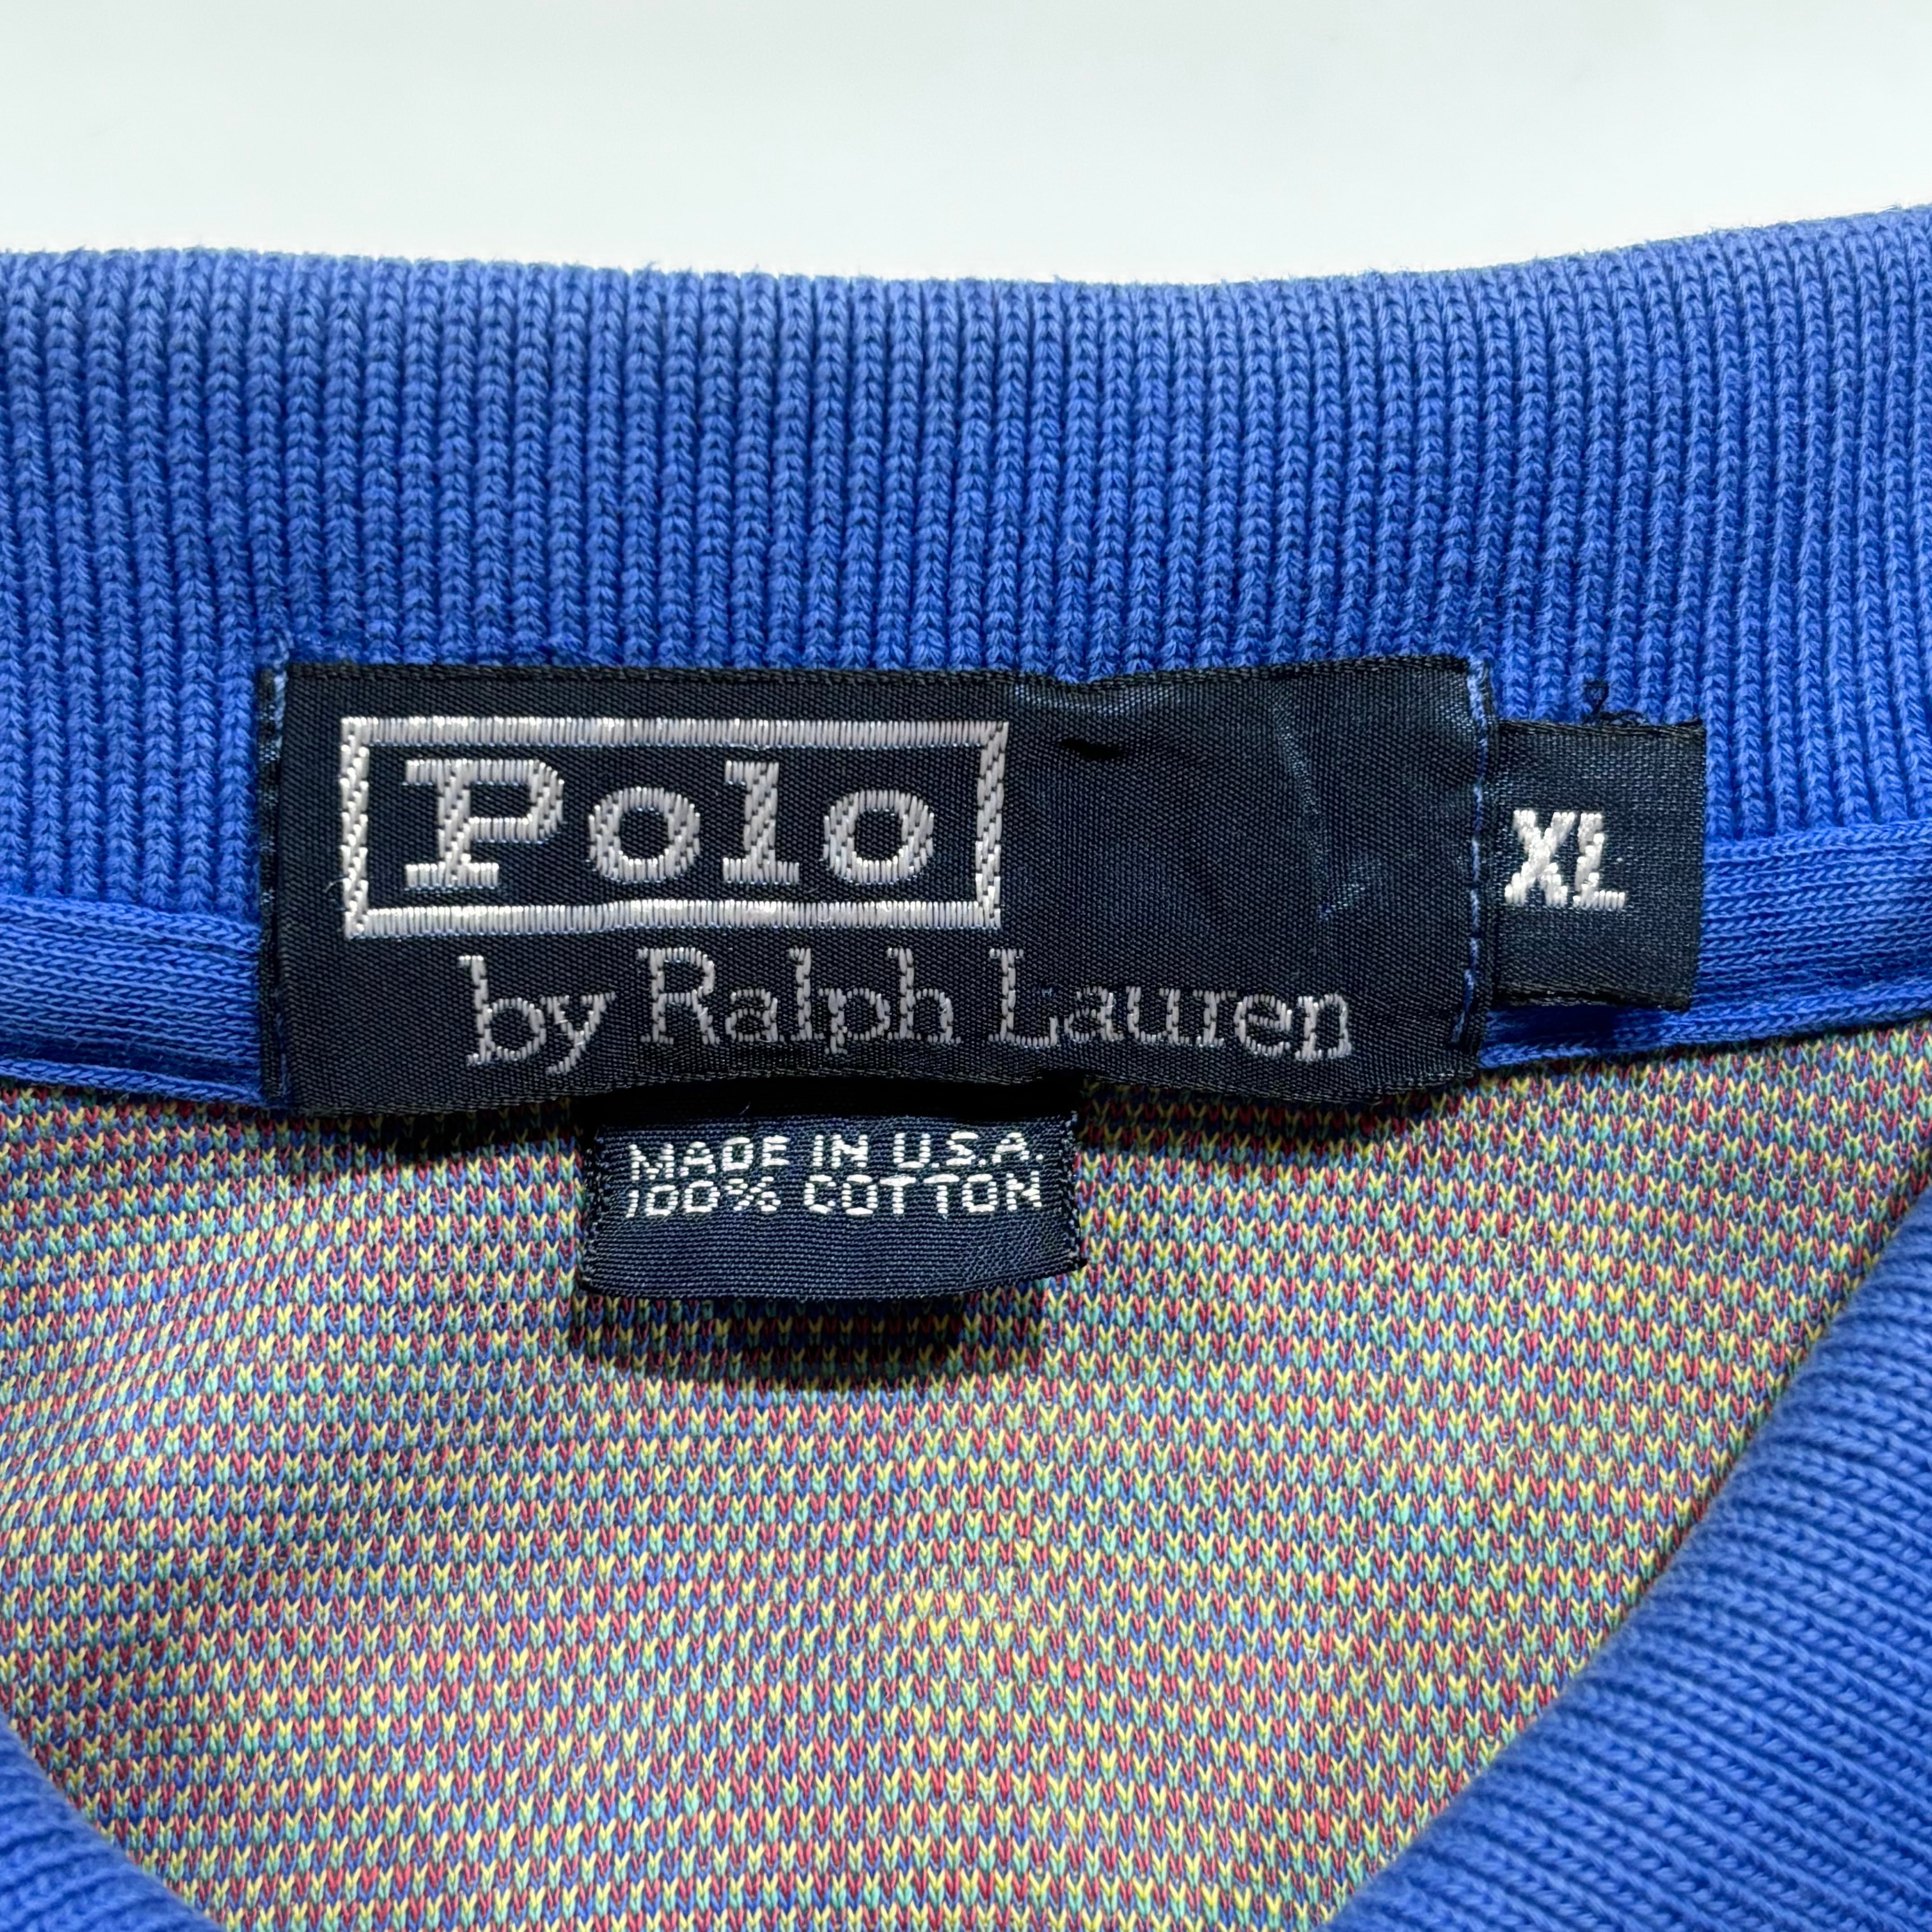 Polo
by Ralph Lauren
XL
MADE IN U.S.A.
100% COTTON